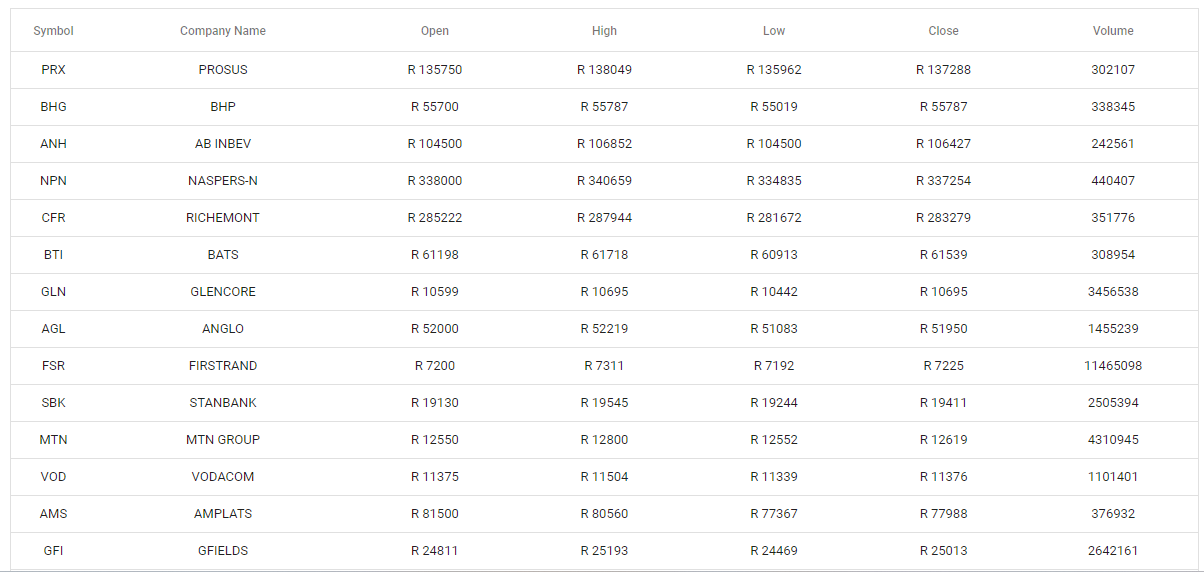 Symbol Company Name Open High Low Close Volume
PRX PROSUS R 135750 R 138049 R 135962 R 137288 302107
BHG BHP R 55700 R 55787 R 55019 R 55787 338345
ANH AB INBEV R 104500 R 106852 R 104500 R 106427 242561
NPN NASPERS-N R 338000 R 340659 R 334835 R 337254 440407
CFR RICHEMONT R 285222 R 287944 R 281672 R 283279 351776
BTI BATS R 61198 R 61718 R 60913 R 61539 308954
GLN GLENCORE R 10599 R 10695 R 10442 R 10695 3456538
AGL ANGLO R 52000 R 52219 R 51083 R 51950 1455239
FSR FIRSTRAND R 7200 R 7311 R 7192 R 7225 11465098
SBK STANBANK R 19130 R 19545 R 19244 R 19411 2505394
MTN MTN GROUP R 12550 R 12800 R 12552 R 12619 4310945
VOD VODACOM R 11375 R 11504 R 11339 R 11376 1101401
AMS AMPLATS R 81500 R 80560 R 77367 R 77988 376932
GFI GFIELDS R 24811 R 25193 R 24469 R 25013 2642161